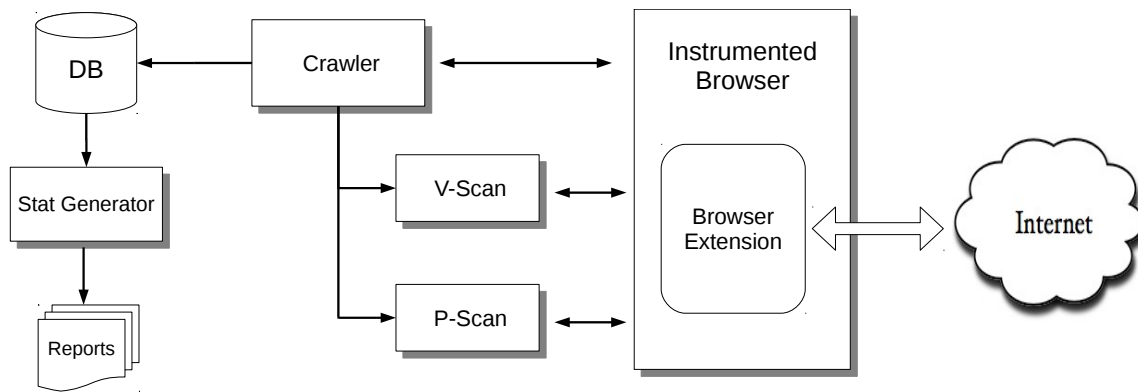 DB
Crawler
Instrumented
Browser
Stat Generator
V-Scan
Browser
Extension
Internet
P-Scan
Reports